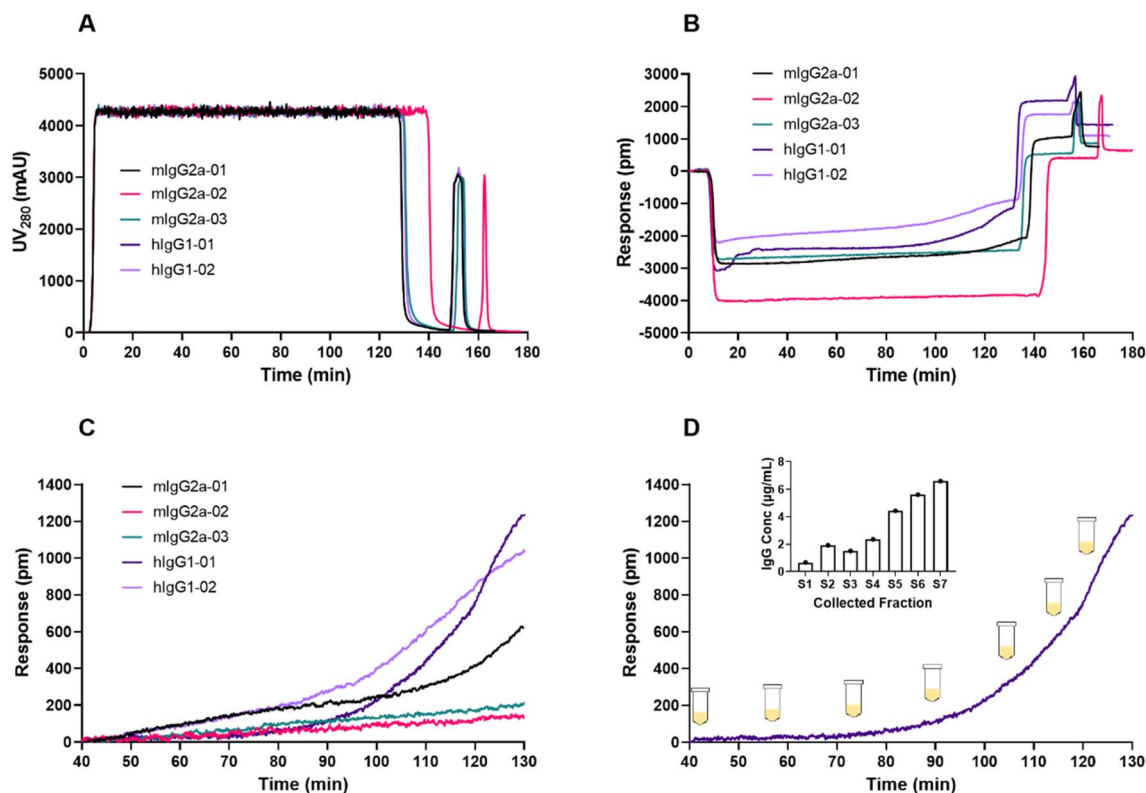 A
UV280 (mAU)
5000
4000
3000
2000
1000
0
mIgG2a-01
mIgG2a-02
mIgG2a-03
hIgG1-01
hIgG1-02
0 20 40 60 80 100 120 140 160 180
Time (min)
B
Response (pm)
3000
2000
1000
0
-1000
-2000
-3000
-4000
-5000
mIgG2a-01
mIgG2a-02
mIgG2a-03
hIgG1-01
hIgG1-02
0 20 40 60 80 100 120 140 160 180
Time (min)
C
Response (pm)
1400
1200
1000
800
600
400
200
0
mIgG2a-01
mIgG2a-02
mIgG2a-03
hIgG1-01
hIgG1-02
40 50 60 70 80 90 100 110 120 130
Time (min)
D
Response (pm)
1400
1200
1000
800
600
400
200
0
IgG Conc (µg/mL)
8
6
4
2
0
S1 S2 S3 S4 S5 S6 S7
Collected Fraction
40 50 60 70 80 90 100 110 120 130
Time (min)